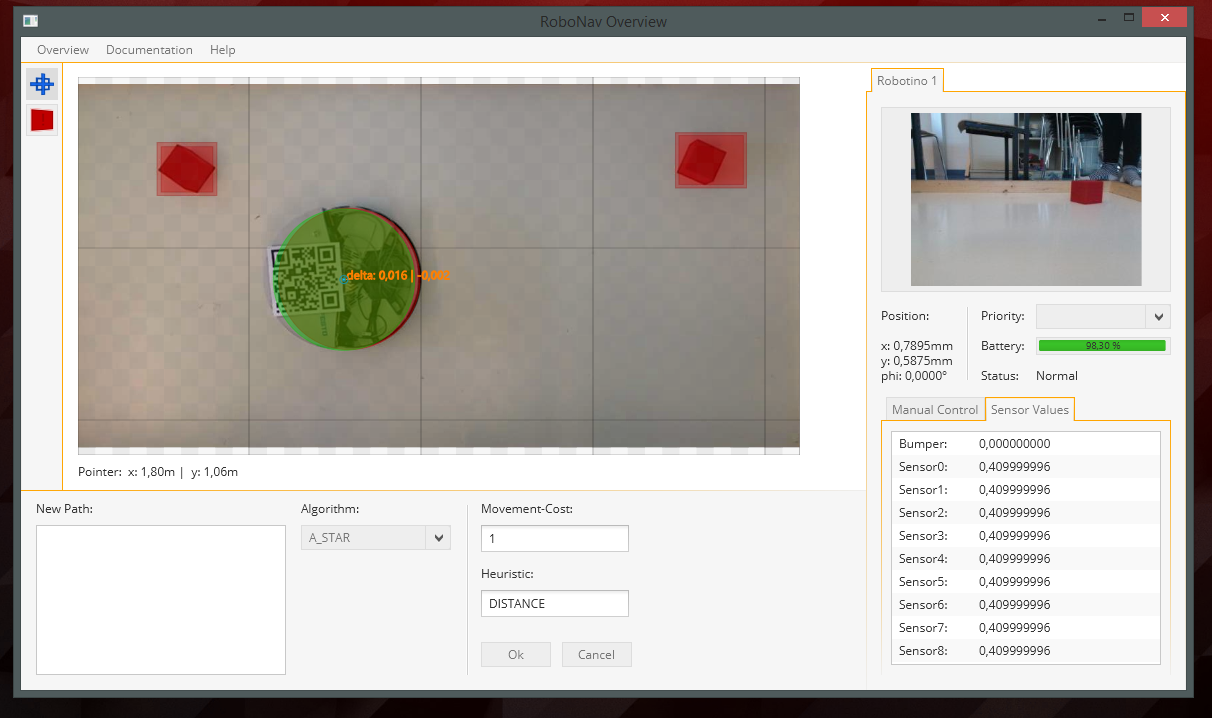 RoboNav Overview
Overview Documentation Help
Robotino 1
delta: 0,016 | -0,002
Position:
x: 0,7895mm
y: 0,5875mm
phi: 0,0000°
Priority:
Battery: 98,30 %
Status: Normal
Manual Control Sensor Values
Bumper: 0,000000000
Sensor0: 0,409999996
Sensor1: 0,409999996
Sensor2: 0,409999996
Sensor3: 0,409999996
Sensor4: 0,409999996
Sensor5: 0,409999996
Sensor6: 0,409999996
Sensor7: 0,409999996
Sensor8: 0,409999996
Pointer: x: 1,80m | y: 1,06m
New Path:
Algorithm:
A_STAR
Movement-Cost:
1
Heuristic:
DISTANCE
Ok Cancel